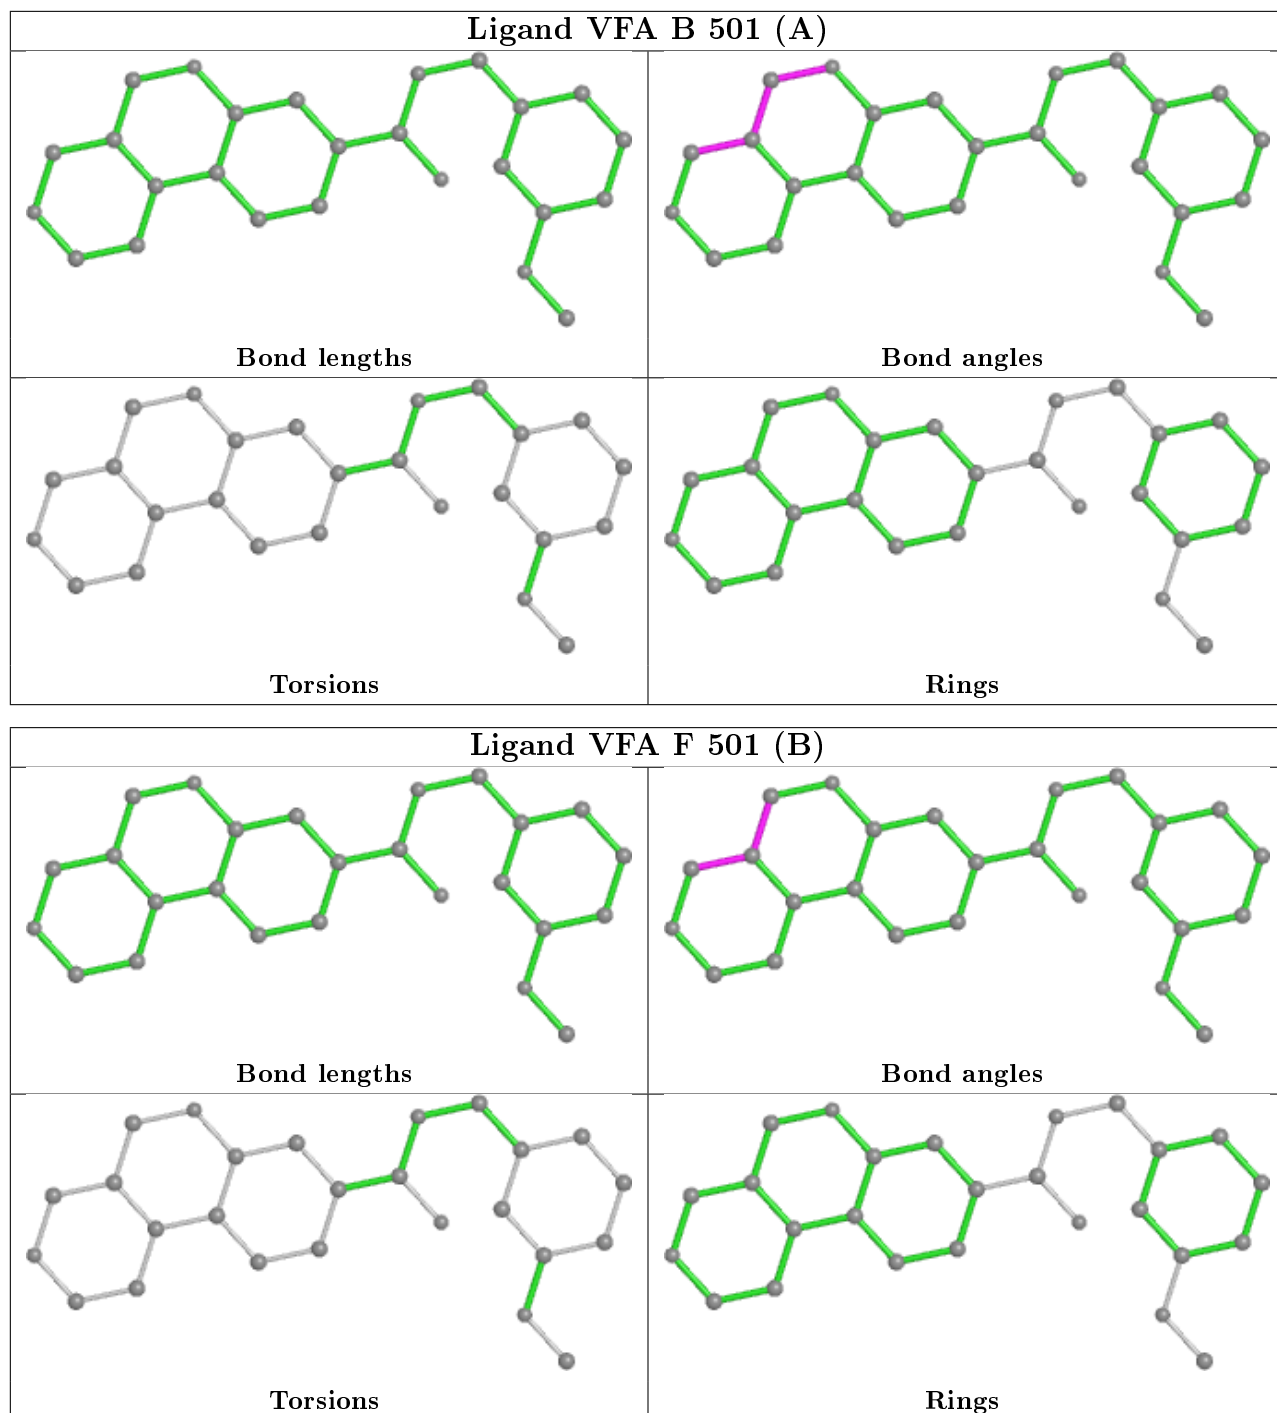 Ligand VFA B 501 (A)
Bond lengths
Bond angles
Torsions
Rings
Ligand VFA F 501 (B)
Bond lengths
Bond angles
Torsions
Rings